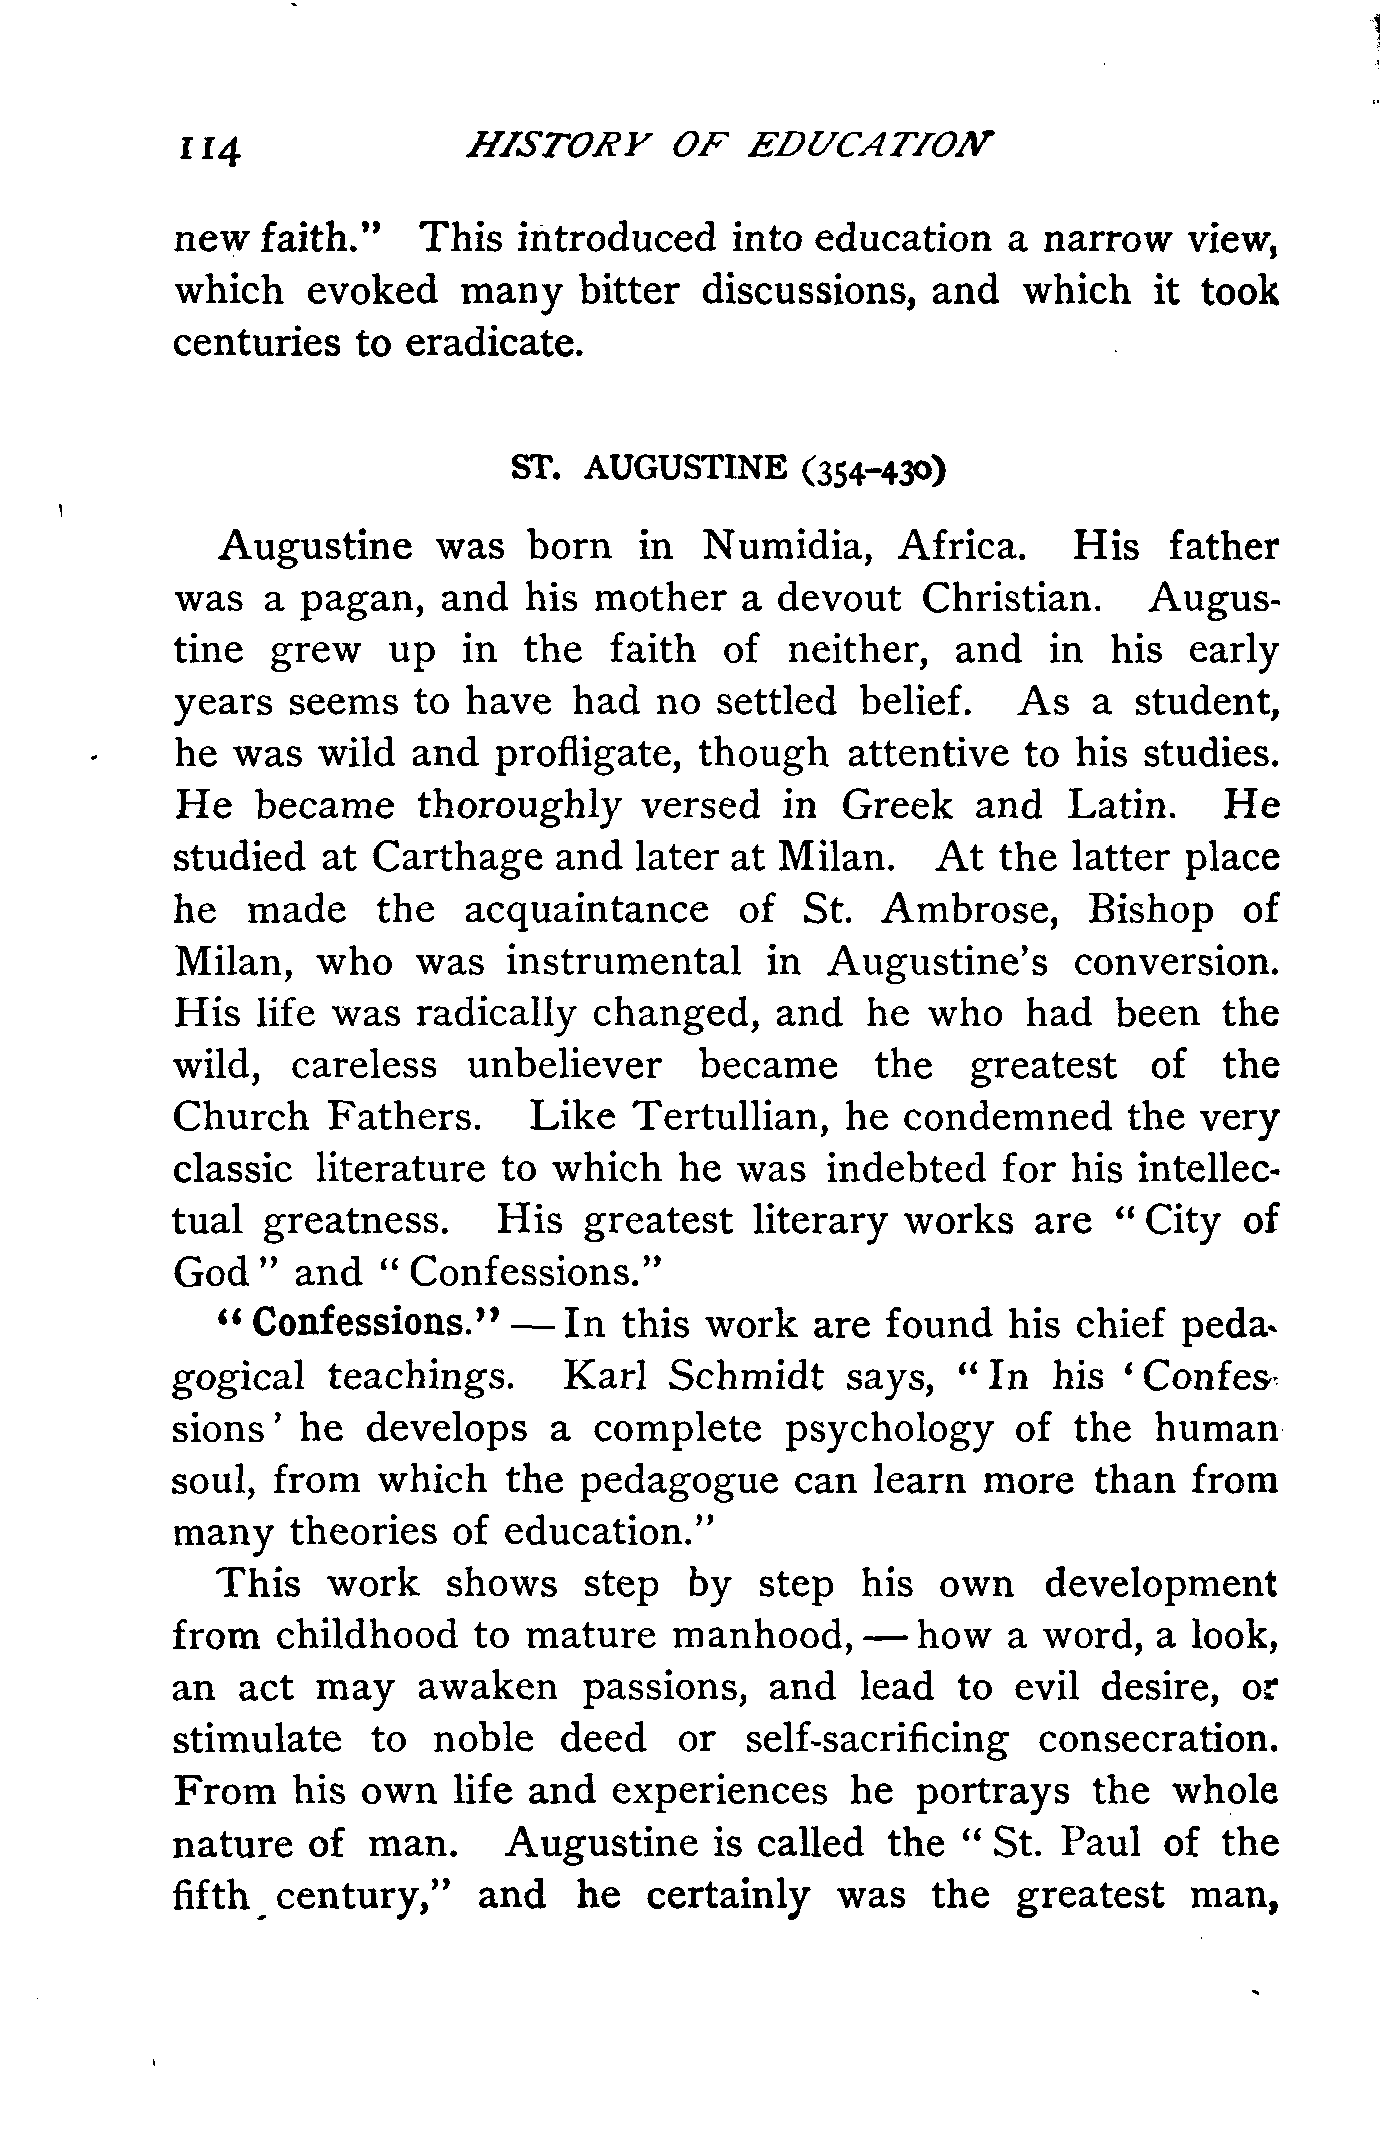 114 HISTORY OF EDUCATION
new faith." This introduced into education a narrow view,
which evoked many bitter discussions, and which it took
centuries to eradicate.
ST. AUGUSTINE (354–430)
Augustine was born in Numidia, Africa. His father
was a pagan, and his mother a devout Christian. Augus-
tine grew up in the faith of neither, and in his early
years seems to have had no settled belief. As a student,
he was wild and profligate, though attentive to his studies.
He became thoroughly versed in Greek and Latin. He
studied at Carthage and later at Milan. At the latter place
he made the acquaintance of St. Ambrose, Bishop of
Milan, who was instrumental in Augustine's conversion.
His life was radically changed, and he who had been the
wild, careless unbeliever became the greatest of the
Church Fathers. Like Tertullian, he condemned the very
classic literature to which he was indebted for his intellec-
tual greatness. His greatest literary works are "City of
God" and "Confessions."
"Confessions." — In this work are found his chief peda-
gogical teachings. Karl Schmidt says, "In his 'Confes-
sions' he develops a complete psychology of the human
soul, from which the pedagogue can learn more than from
many theories of education."
This work shows step by step his own development
from childhood to mature manhood, — how a word, a look,
an act may awaken passions, and lead to evil desire, or
stimulate to noble deed or self-sacrificing consecration.
From his own life and experiences he portrays the whole
nature of man. Augustine is called the "St. Paul of the
fifth century," and he certainly was the greatest man,